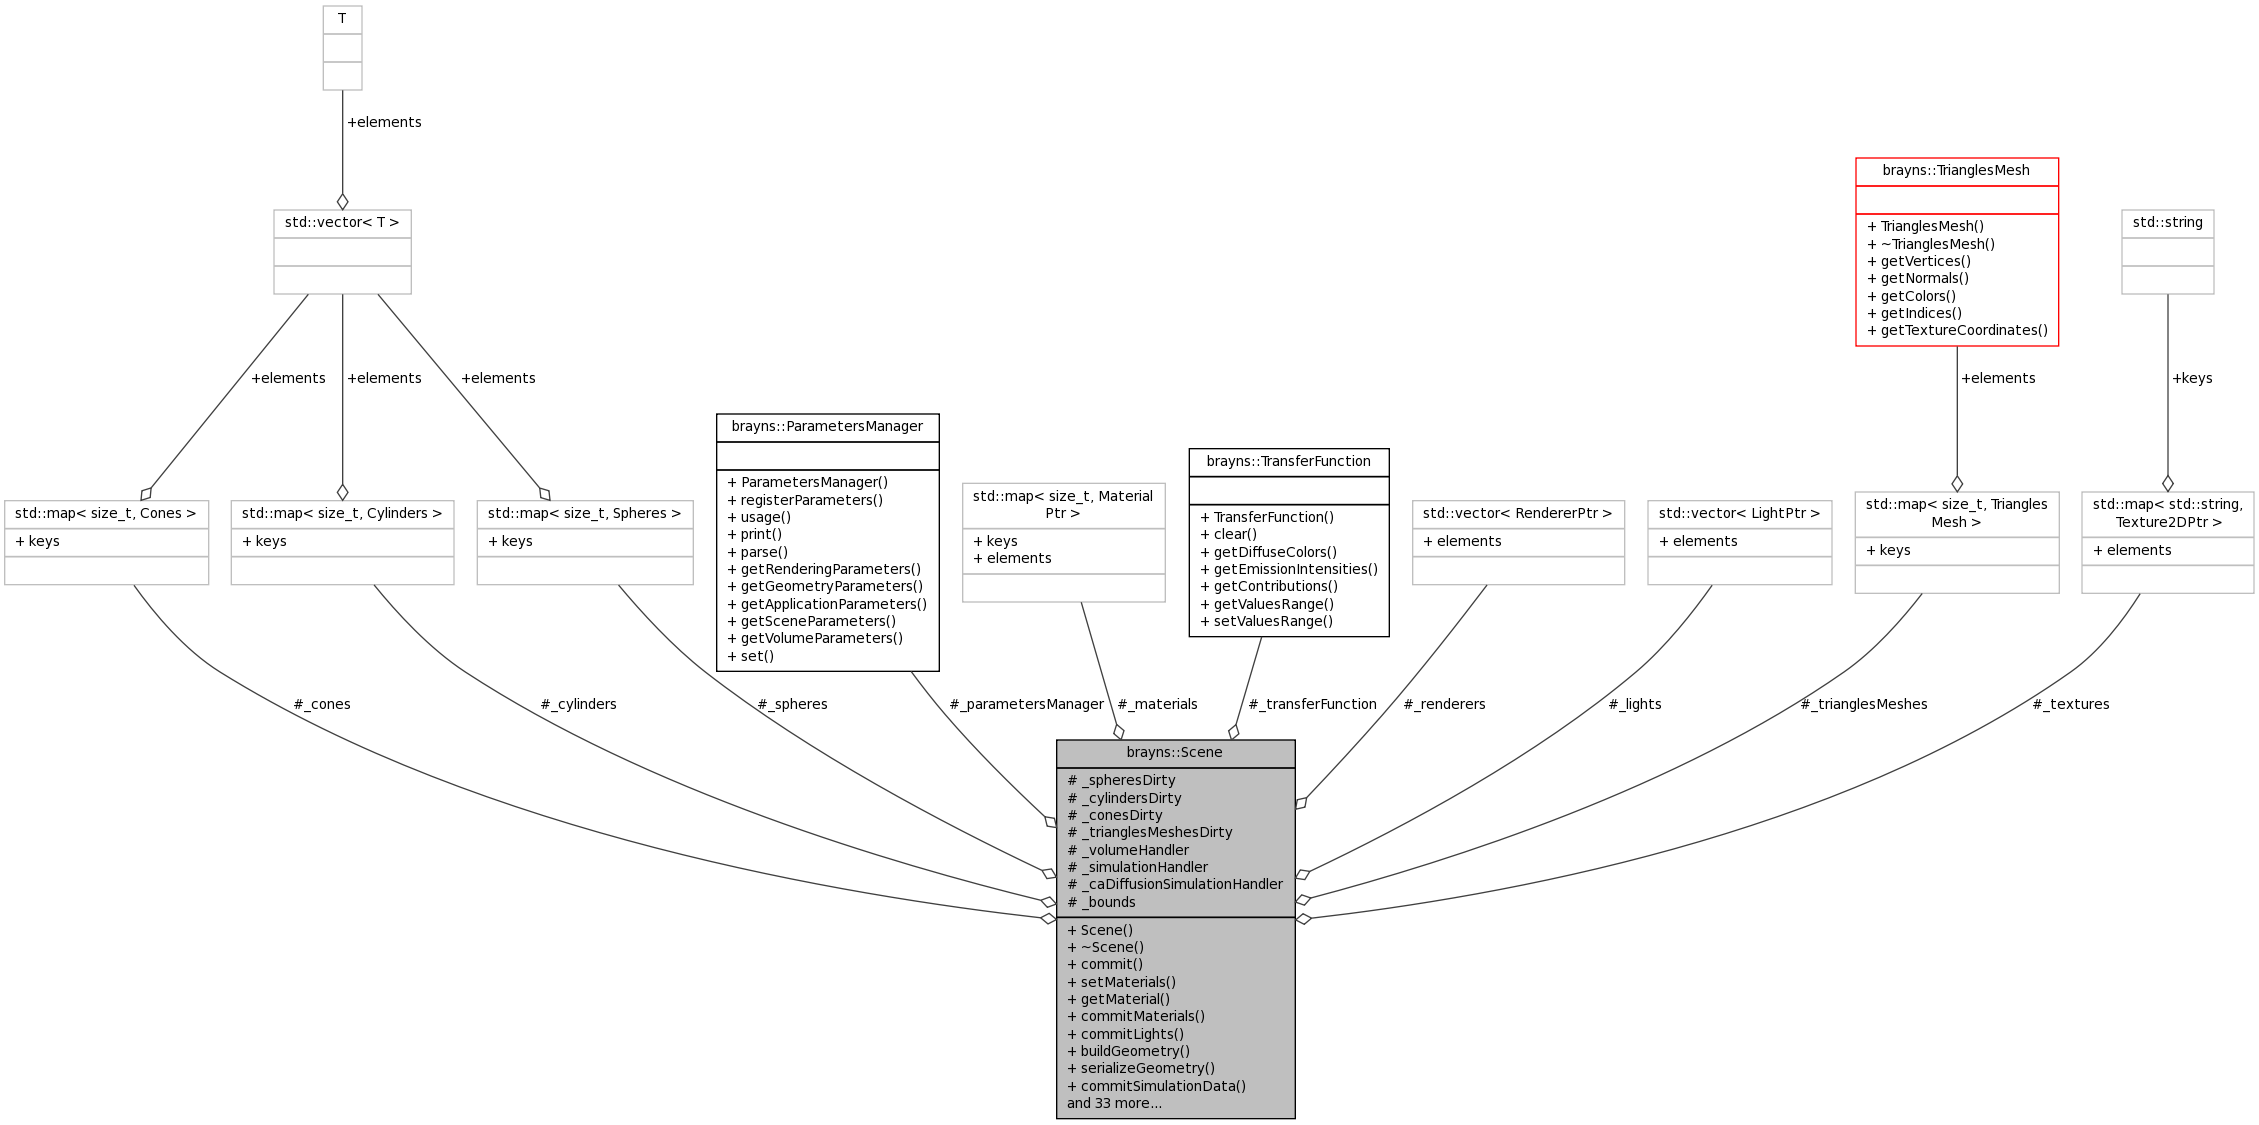 T
+elements
brayns::TrianglesMesh
+ TrianglesMesh()
+ ~TrianglesMesh()
+ getVertices()
+ getNormals()
+ getColors()
+ getIndices()
+ getTextureCoordinates()
std::vector< T >
std::string
+elements
+elements
+elements
+elements
+keys
brayns::ParametersManager
+ ParametersManager()
+ registerParameters()
+ usage()
+ print()
+ parse()
+ getRenderingParameters()
+ getGeometryParameters()
+ getApplicationParameters()
+ getSceneParameters()
+ getVolumeParameters()
+ set()
brayns::TransferFunction
+ TransferFunction()
+ clear()
+ getDiffuseColors()
+ getEmissionIntensities()
+ getContributions()
+ getValuesRange()
+ setValuesRange()
std::map< size_t, Cones >
+ keys
std::map< size_t, Cylinders >
+ keys
std::map< size_t, Spheres >
+ keys
std::map< size_t, Material
Ptr >
+ keys
+ elements
std::vector< RendererPtr >
+ elements
std::vector< LightPtr >
+ elements
std::map< size_t, Triangles
Mesh >
+ keys
std::map< std::string,
Texture2DPtr >
+ elements
#_cones
#_cylinders
#_spheres
#_parametersManager
#_materials
#_transferFunction
#_renderers
#_lights
#_trianglesMeshes
#_textures
brayns::Scene
# _spheresDirty
# _cylindersDirty
# _conesDirty
# _trianglesMeshesDirty
# _volumeHandler
# _simulationHandler
# _caDiffusionSimulationHandler
# _bounds
+ Scene()
+ ~Scene()
+ commit()
+ setMaterials()
+ getMaterial()
+ commitMaterials()
+ commitLights()
+ buildGeometry()
+ serializeGeometry()
+ commitSimulationData()
and 33 more...